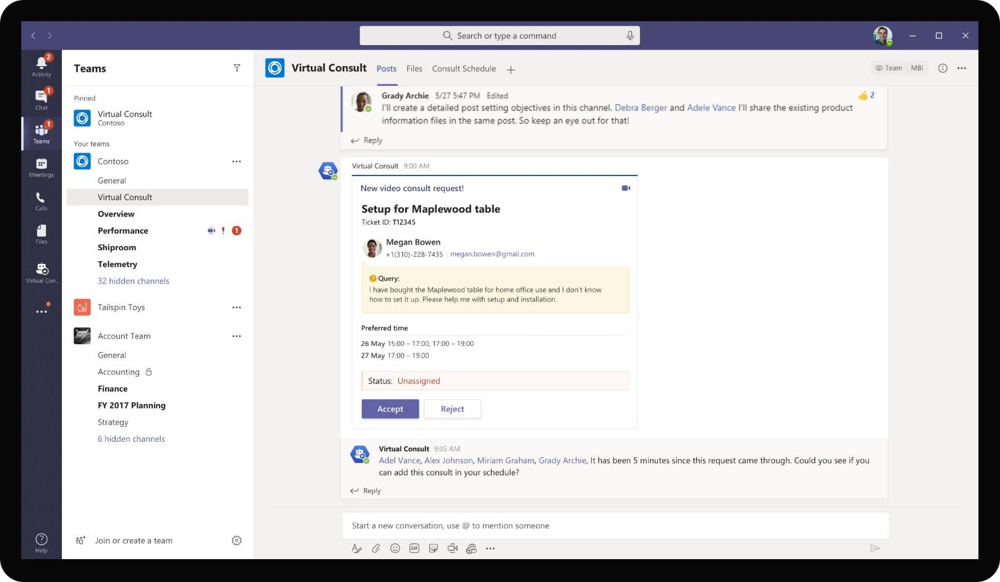 Search or type a command
2
Activity
1
Chat
1
Teams
Meetings
Calls
Files
Virtual Con..
Help
Teams
Pinned
Virtual Consult
Contoso
Your teams
Contoso
General
Virtual Consult
Overview
Performance ! 1
Shiproom
Telemetry
32 hidden channels
Tailspin Toys
Account Team
General
Accounting
Finance
FY 2017 Planning
Strategy
6 hidden channels
Join or create a team
Virtual Consult Posts Files Consult Schedule
Team MBI
Grady Archie 5/27 5:47 PM Edited 2
I'll create a detailed post setting objectives in this channel. Debra Berger and Adele Vance I'll share the existing product
information files in the same post. So keep an eye out for that!
Reply
Virtual Consult 9:00 AM
New video consult request!
Setup for Maplewood table
Ticket ID: T12345
Megan Bowen
+1(310)-228-7435 | megan.bowen@gmail.com
? Query:
I have bought the Maplewood table for home office use and I don't know
how to set it up. Please help me with setup and installation.
Preferred time
26 May 15:00 – 17:00, 17:00 – 19:00
27 May 17:00 – 19:00
Status: Unassigned
Accept Reject
Virtual Consult 9:05 AM
Adel Vance, Alex Johnson, Miriam Graham, Grady Archie, It has been 5 minutes since this request came through. Could you see if you
can add this consult in your schedule?
Reply
Start a new conversation, use @ to mention someone
GIF